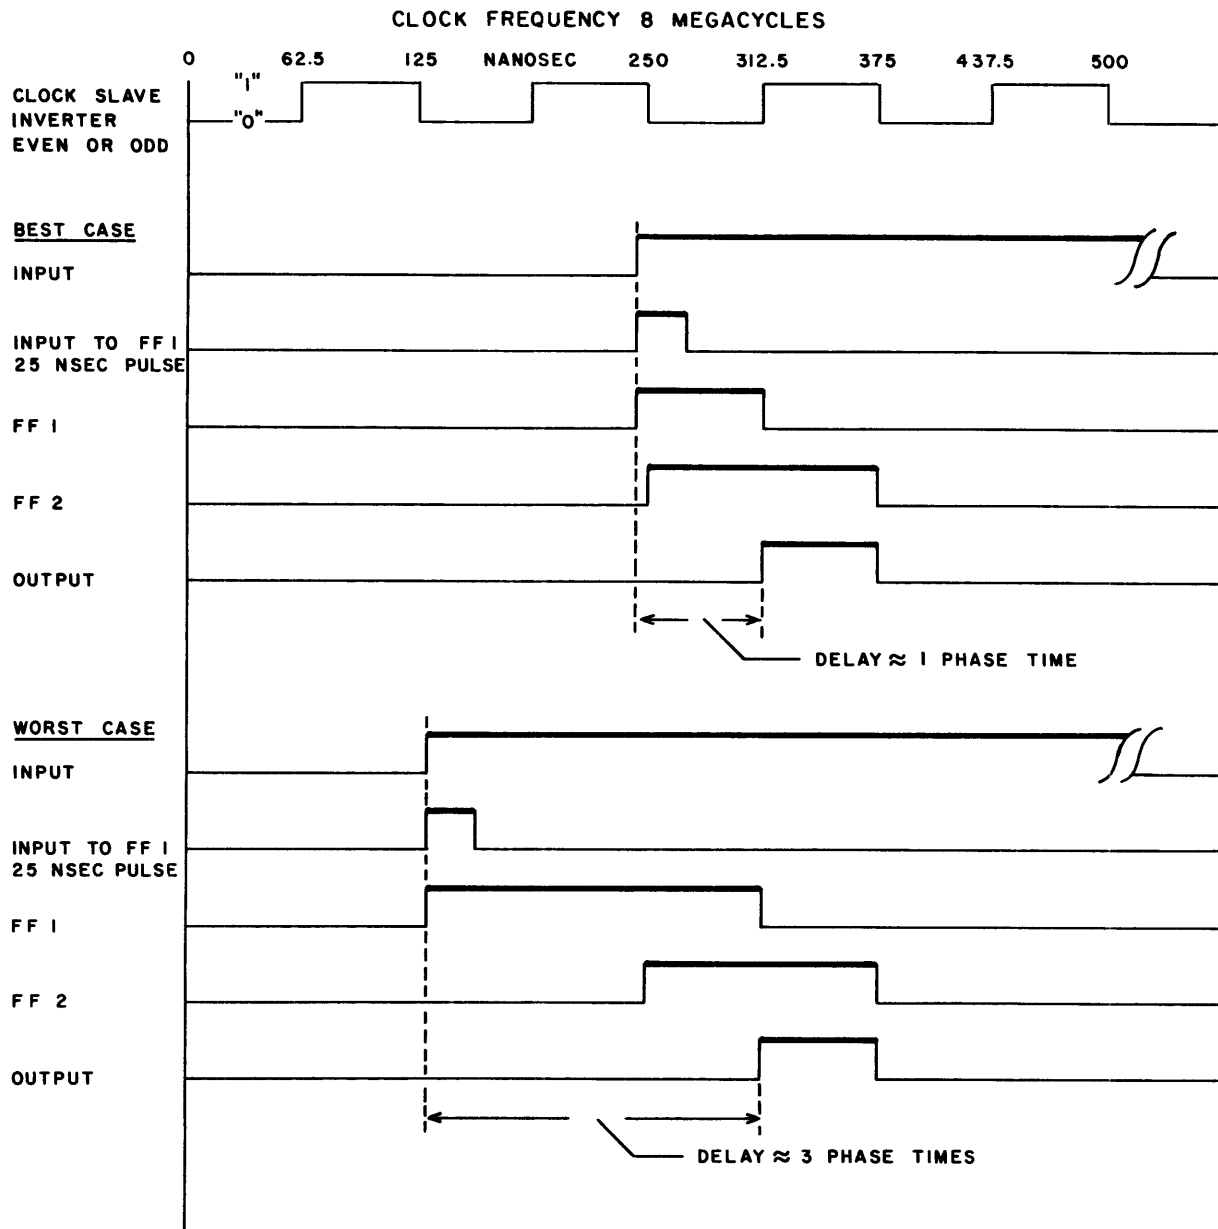 CLOCK FREQUENCY 8 MEGACYCLES
0 62.5 125 NANOSEC 250 312.5 375 437.5 500
"1"
"0"
CLOCK SLAVE
INVERTER
EVEN OR ODD
BEST CASE
INPUT
INPUT TO FF 1
25 NSEC PULSE
FF 1
FF 2
OUTPUT
DELAY ≈ 1 PHASE TIME
WORST CASE
INPUT
INPUT TO FF 1
25 NSEC PULSE
FF 1
FF 2
OUTPUT
DELAY ≈ 3 PHASE TIMES